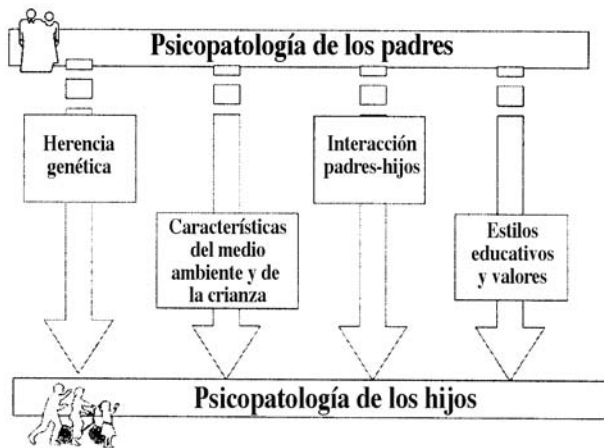 Psicopatología de los padres
Herencia
genética
Interacción
padres-hijos
Características
del medio
ambiente y de
la crianza
Estilos
educativos
y valores
Psicopatología de los hijos